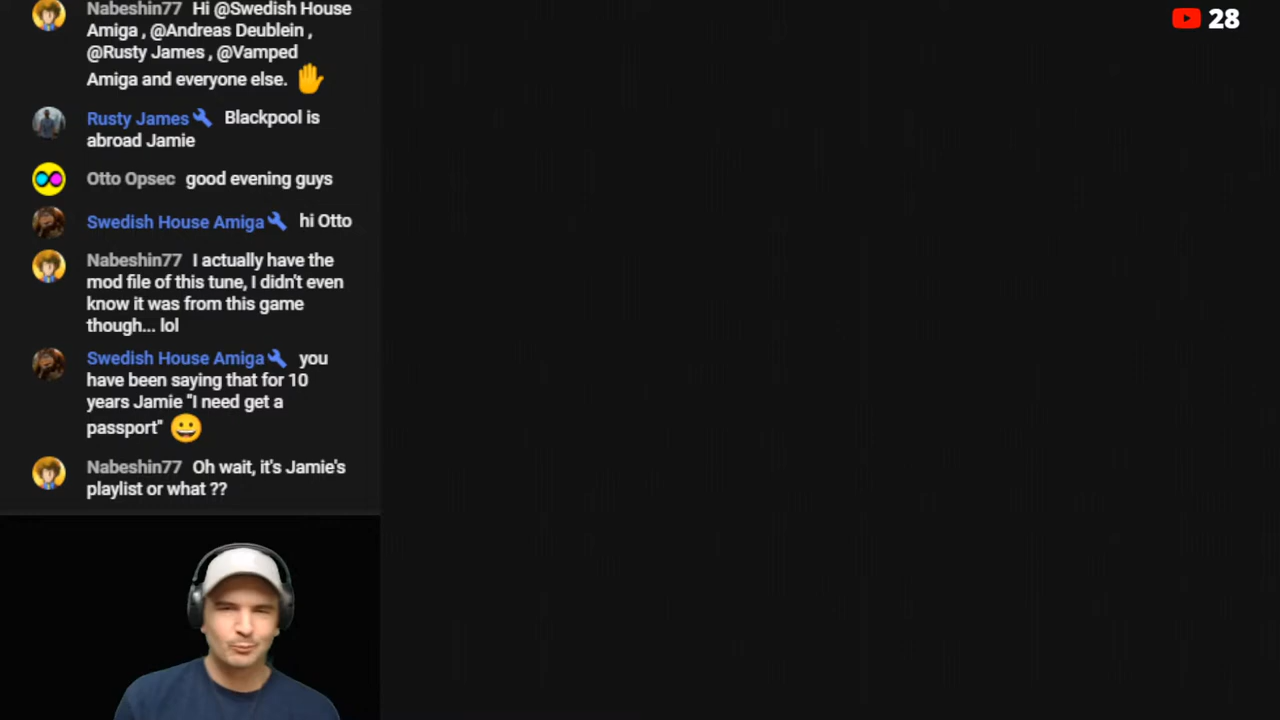 Nabeshin77 Hi @Swedish House
Amiga , @Andreas Deublein ,
@Rusty James , @Vamped
Amiga and everyone else.
Rusty James Blackpool is
abroad Jamie
Otto Opsec good evening guys
Swedish House Amiga hi Otto
Nabeshin77 I actually have the
mod file of this tune, I didn't even
know it was from this game
though... lol
Swedish House Amiga you
have been saying that for 10
years Jamie "I need get a
passport"
Nabeshin77 Oh wait, it's Jamie's
playlist or what ??
28